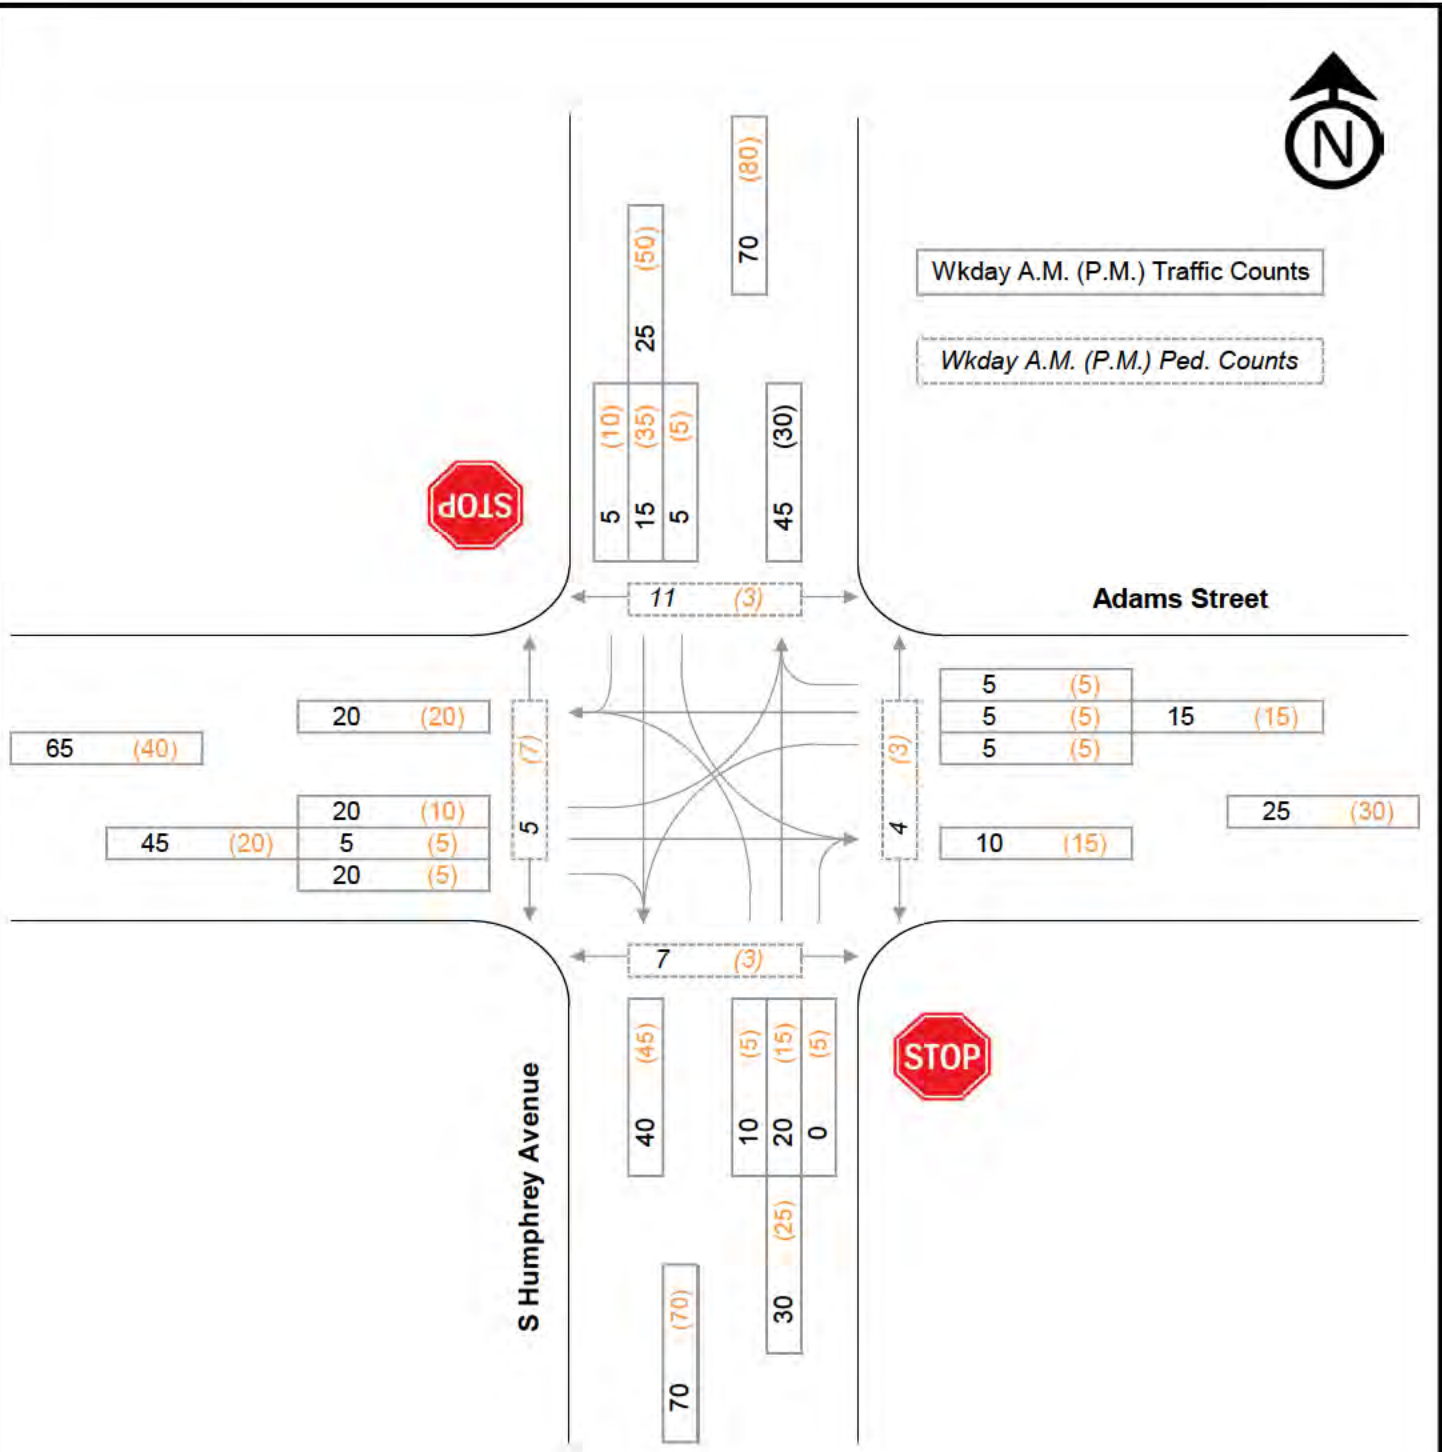 N
(80)
70
(50)
25
Wkday A.M. (P.M.) Traffic Counts
Wkday A.M. (P.M.) Ped. Counts
5 (10)
15 (35)
5 (5)
45 (30)
STOP
11 (3)
Adams Street
5 (5)
5 (5) 15 (15)
5 (5)
20 (20)
65 (40)
5 (7)
4 (3)
20 (10)
45 (20) 5 (5)
20 (5)
25 (30)
10 (15)
7 (3)
40 (45)
10 (5)
20 (15)
0 (5)
STOP
S Humphrey Avenue
30 (25)
70 (70)